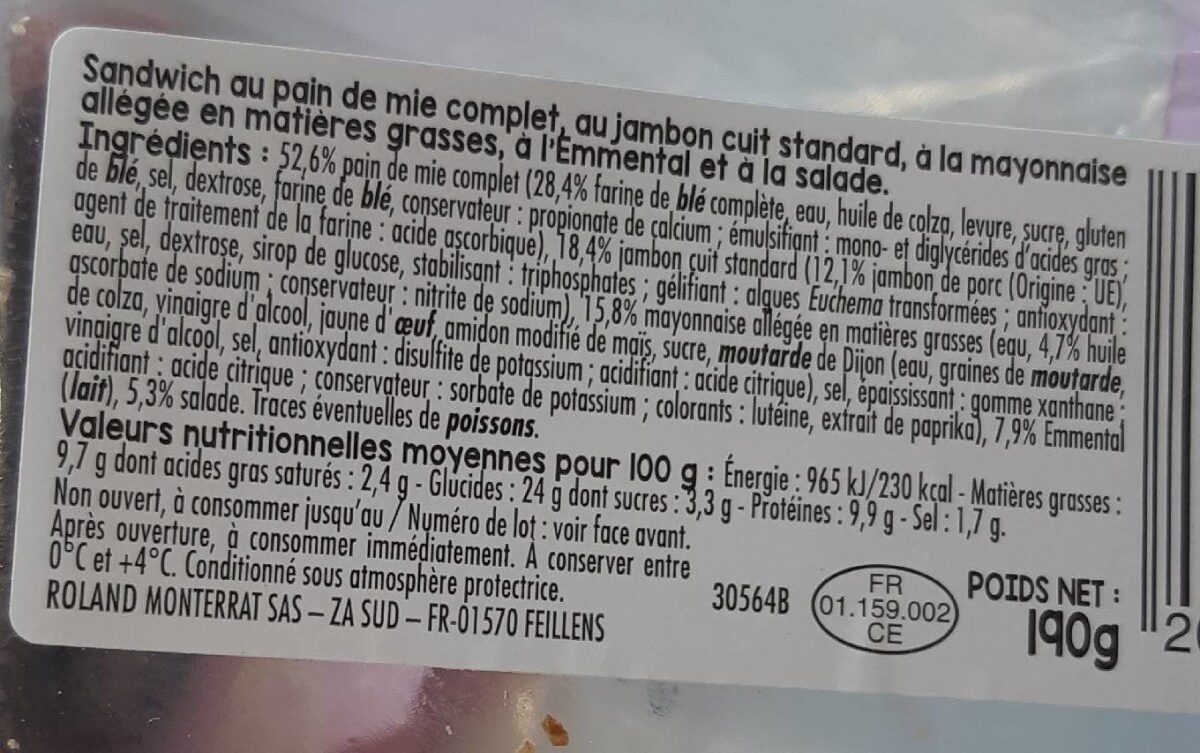 Sandwich au pain de mie complet, au jambon cuit standard, à la mayonnaise
allégée en matières grasses, à l'Emmental et à la salade.
Ingrédients : 52,6% pain de mie complet (28,4% farine de blé complète, eau, huile de colza, levure, sucre, gluten
de blé, sel, dextrose, farine de blé, conservateur : propionate de calcium ; émulsifiant : mono- et diglycérides d'acides gras ;
agent de traitement de la farine : acide ascorbique), 18,4% jambon cuit standard (12,1% jambon de porc (Origine : UE),
eau, sel, dextrose, sirop de glucose, stabilisant : triphosphates ; gélifiant : algues Euchema transformées ; antioxydant :
ascorbate de sodium ; conservateur : nitrite de sodium), 15,8% mayonnaise allégée en matières grasses (eau, 4,7% huile
de colza, vinaigre d'alcool, jaune d'œuf, amidon modifié de maïs, sucre, moutarde de Dijon (eau, graines de moutarde,
vinaigre d'alcool, sel, antioxydant : disulfite de potassium ; acidifiant : acide citrique), sel, épaississant : gomme xanthane ;
acidifiant : acide citrique ; conservateur : sorbate de potassium ; colorants : lutéine, extrait de paprika), 7,9% Emmental
(lait), 5,3% salade. Traces éventuelles de poissons.
Valeurs nutritionnelles moyennes pour 100 g : Énergie : 965 kJ/230 kcal - Matières grasses :
9,7 g dont acides gras saturés : 2,4 g - Glucides : 24 g dont sucres : 3,3 g - Protéines : 9,9 g - Sel : 1,7 g.
Non ouvert, à consommer jusqu'au / Numéro de lot : voir face avant.
Après ouverture, à consommer immédiatement. À conserver entre
0°C et +4°C. Conditionné sous atmosphère protectrice.
ROLAND MONTERRAT SAS – ZA SUD – FR-01570 FEILLENS
30564B
FR
01.159.002
CE
POIDS NET :
190g